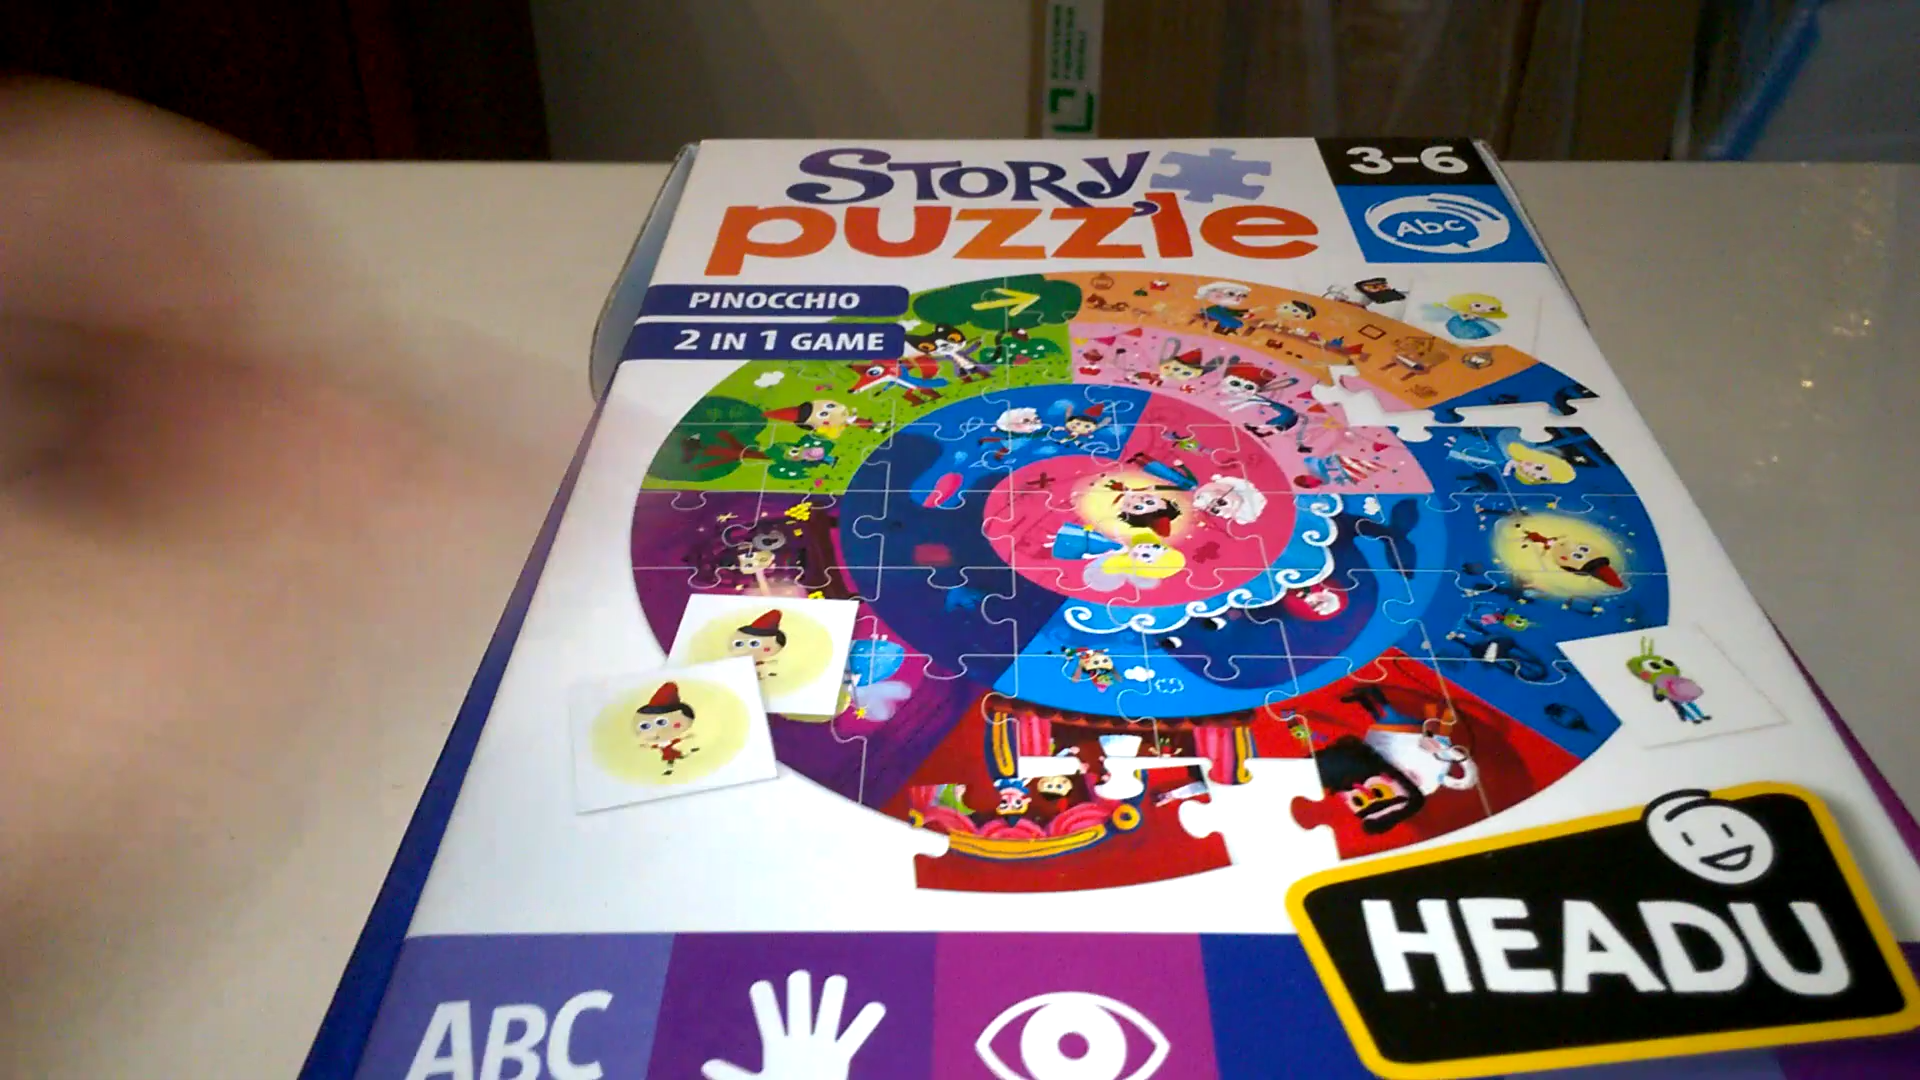 STORY
puzzle
3-6
Abc
PINOCCHIO
2 IN 1 GAME
HEADU
ABC